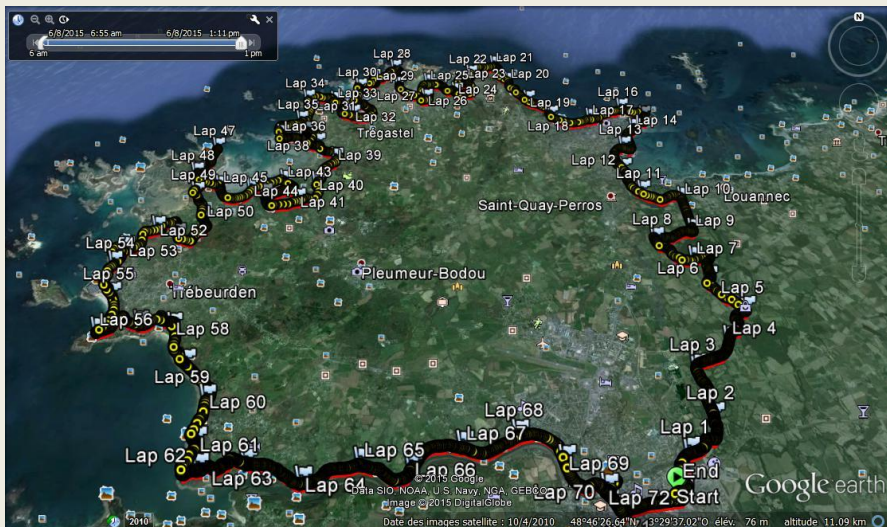 6/8/2015 6:55 am 6/8/2015 1:11 pm
6 am 1 pm
N
Lap 28
Lap 22 Lap 21
Lap 30
Lap 29 Lap 25 Lap 23 Lap 20
Lap 34
Lap 33 Lap 27 Lap 24
Lap 26 Lap 16
Lap 35 Lap 31 Lap 19 Lap 17
Lap 32
Lap 18 Lap 14
Lap 47 Lap 36 Trégastel Lap 13
Lap 38
Lap 48 Lap 39 Lap 12
Lap 49 Lap 45 Lap 43 Lap 11
Lap 44 Lap 40 Lap 10
Lap 41 Saint-Quay-Perros Louannec
Lap 50
Lap 52 Lap 8 Lap 9
Lap 54 Lap 53
Lap 7
Lap 55 Pleumeur-Bodou Lap 6
Trébeurden Lap 5
Lap 56
Lap 58 Lap 4
Lap 3
Lap 59
Lap 60 Lap 2
Lap 68
Lap 61 Lap 67 Lap 1
Lap 62 Lap 65
Lap 63 Lap 66 Lap 69 End
Lap 64
© 2015 Google
Data SIO, NOAA, U.S. Navy, NGA, GEBCO
Image © 2015 DigitalGlobe
Lap 70 Lap 72 Start
Google earth
2010
Date des images satellite : 10/4/2010 48°46'26.64"N 3°29'37.02"O élév. 76 m altitude 11.09 km